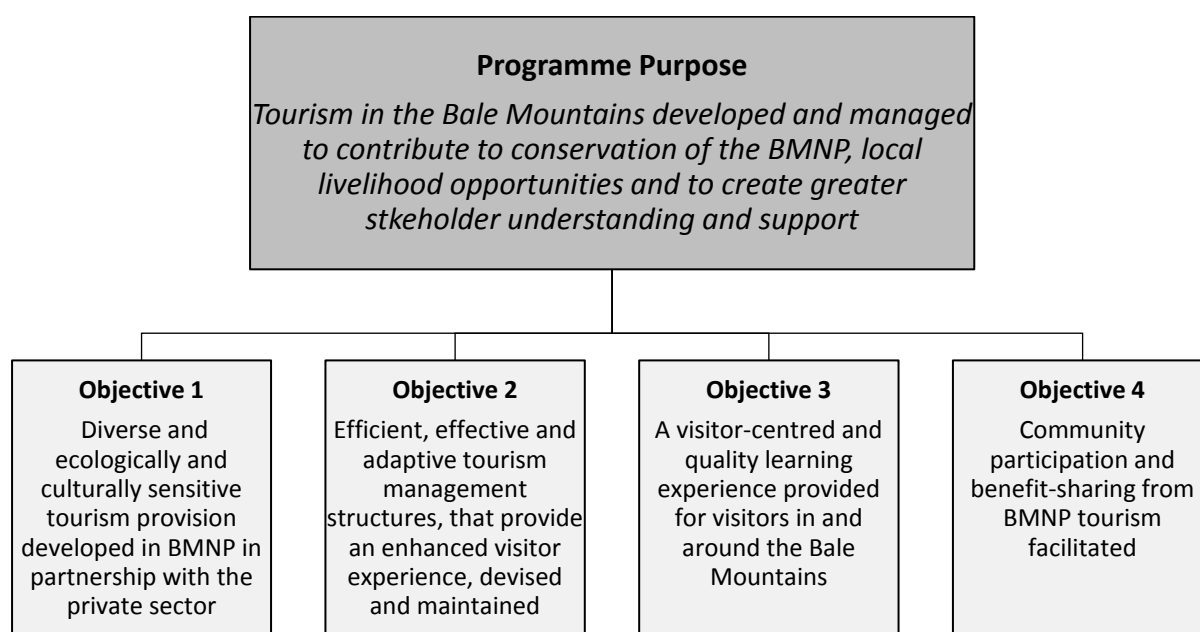 Programme Purpose
Tourism in the Bale Mountains developed and managed
to contribute to conservation of the BMNP, local
livelihood opportunities and to create greater
stkeholder understanding and support
Objective 1
Diverse and
ecologically and
culturally sensitive
tourism provision
developed in BMNP in
partnership with the
private sector
Objective 2
Efficient, effective and
adaptive tourism
management
structures, that provide
an enhanced visitor
experience, devised
and maintained
Objective 3
A visitor-centred and
quality learning
experience provided
for visitors in and
around the Bale
Mountains
Objective 4
Community
participation and
benefit-sharing from
BMNP tourism
facilitated